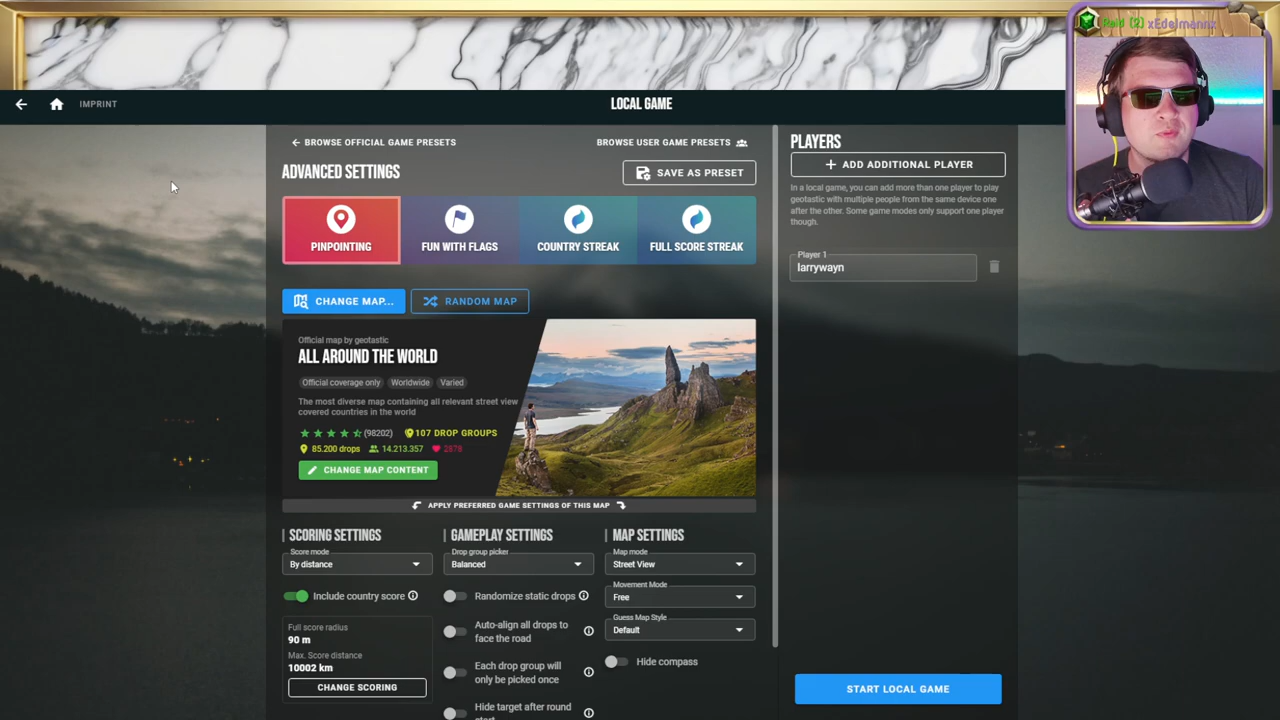 Raid (2) xEdelmannx
IMPRINT
LOCAL GAME
BROWSE OFFICIAL GAME PRESETS
BROWSE USER GAME PRESETS
ADVANCED SETTINGS
SAVE AS PRESET
PINPOINTING
FUN WITH FLAGS
COUNTRY STREAK
FULL SCORE STREAK
CHANGE MAP...
RANDOM MAP
Official map by geotastic
ALL AROUND THE WORLD
Official coverage only
Worldwide
Varied
The most diverse map containing all relevant street view
covered countries in the world
(98202)
107 DROP GROUPS
85.200 drops
14.213.357
2878
CHANGE MAP CONTENT
APPLY PREFERRED GAME SETTINGS OF THIS MAP
SCORING SETTINGS
Score mode
By distance
Include country score
Full score radius
90 m
Max. Score distance
10002 km
CHANGE SCORING
GAMEPLAY SETTINGS
Drop group picker
Balanced
Randomize static drops
Auto-align all drops to
face the road
Each drop group will
only be picked once
Hide target after round
start
MAP SETTINGS
Map mode
Street View
Movement Mode
Free
Guess Map Style
Default
Hide compass
PLAYERS
ADD ADDITIONAL PLAYER
In a local game, you can add more than one player to play
geotastic with multiple people from the same device one
after the other. Some game modes only support one player
though.
Player 1
larrywayn
START LOCAL GAME